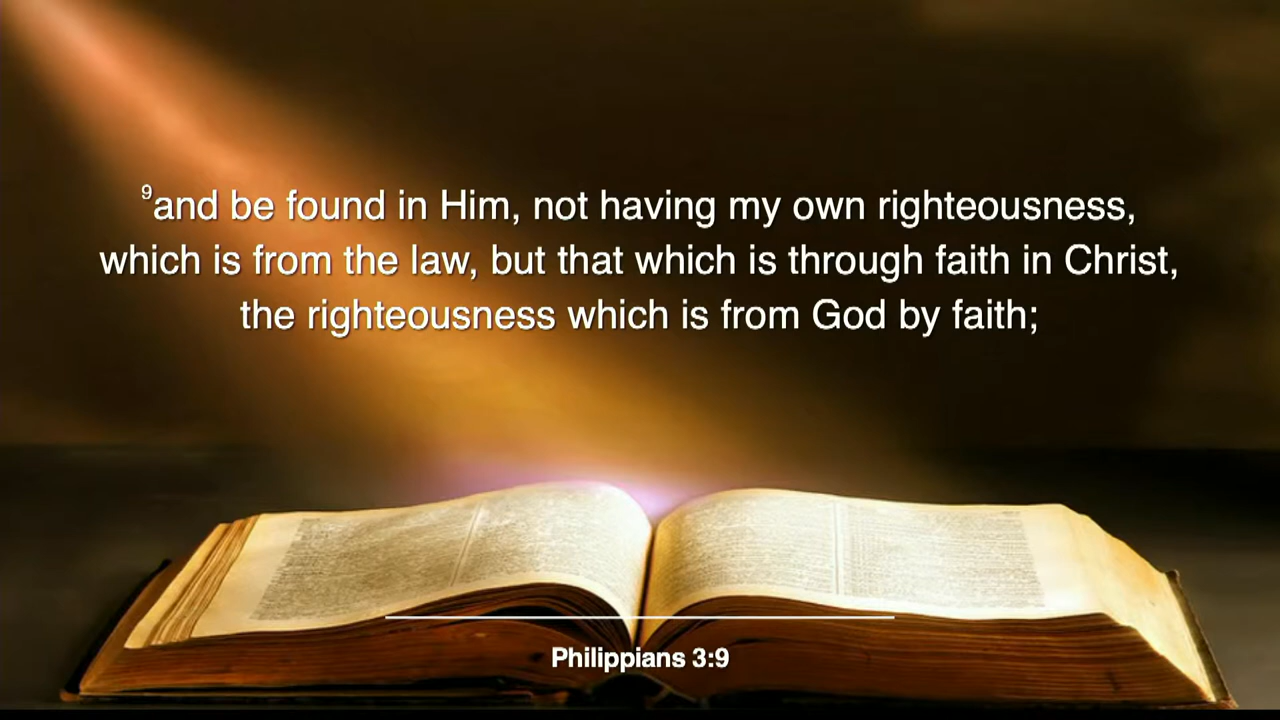 ⁹and be found in Him, not having my own righteousness,
which is from the law, but that which is through faith in Christ,
the righteousness which is from God by faith;
Philippians 3:9